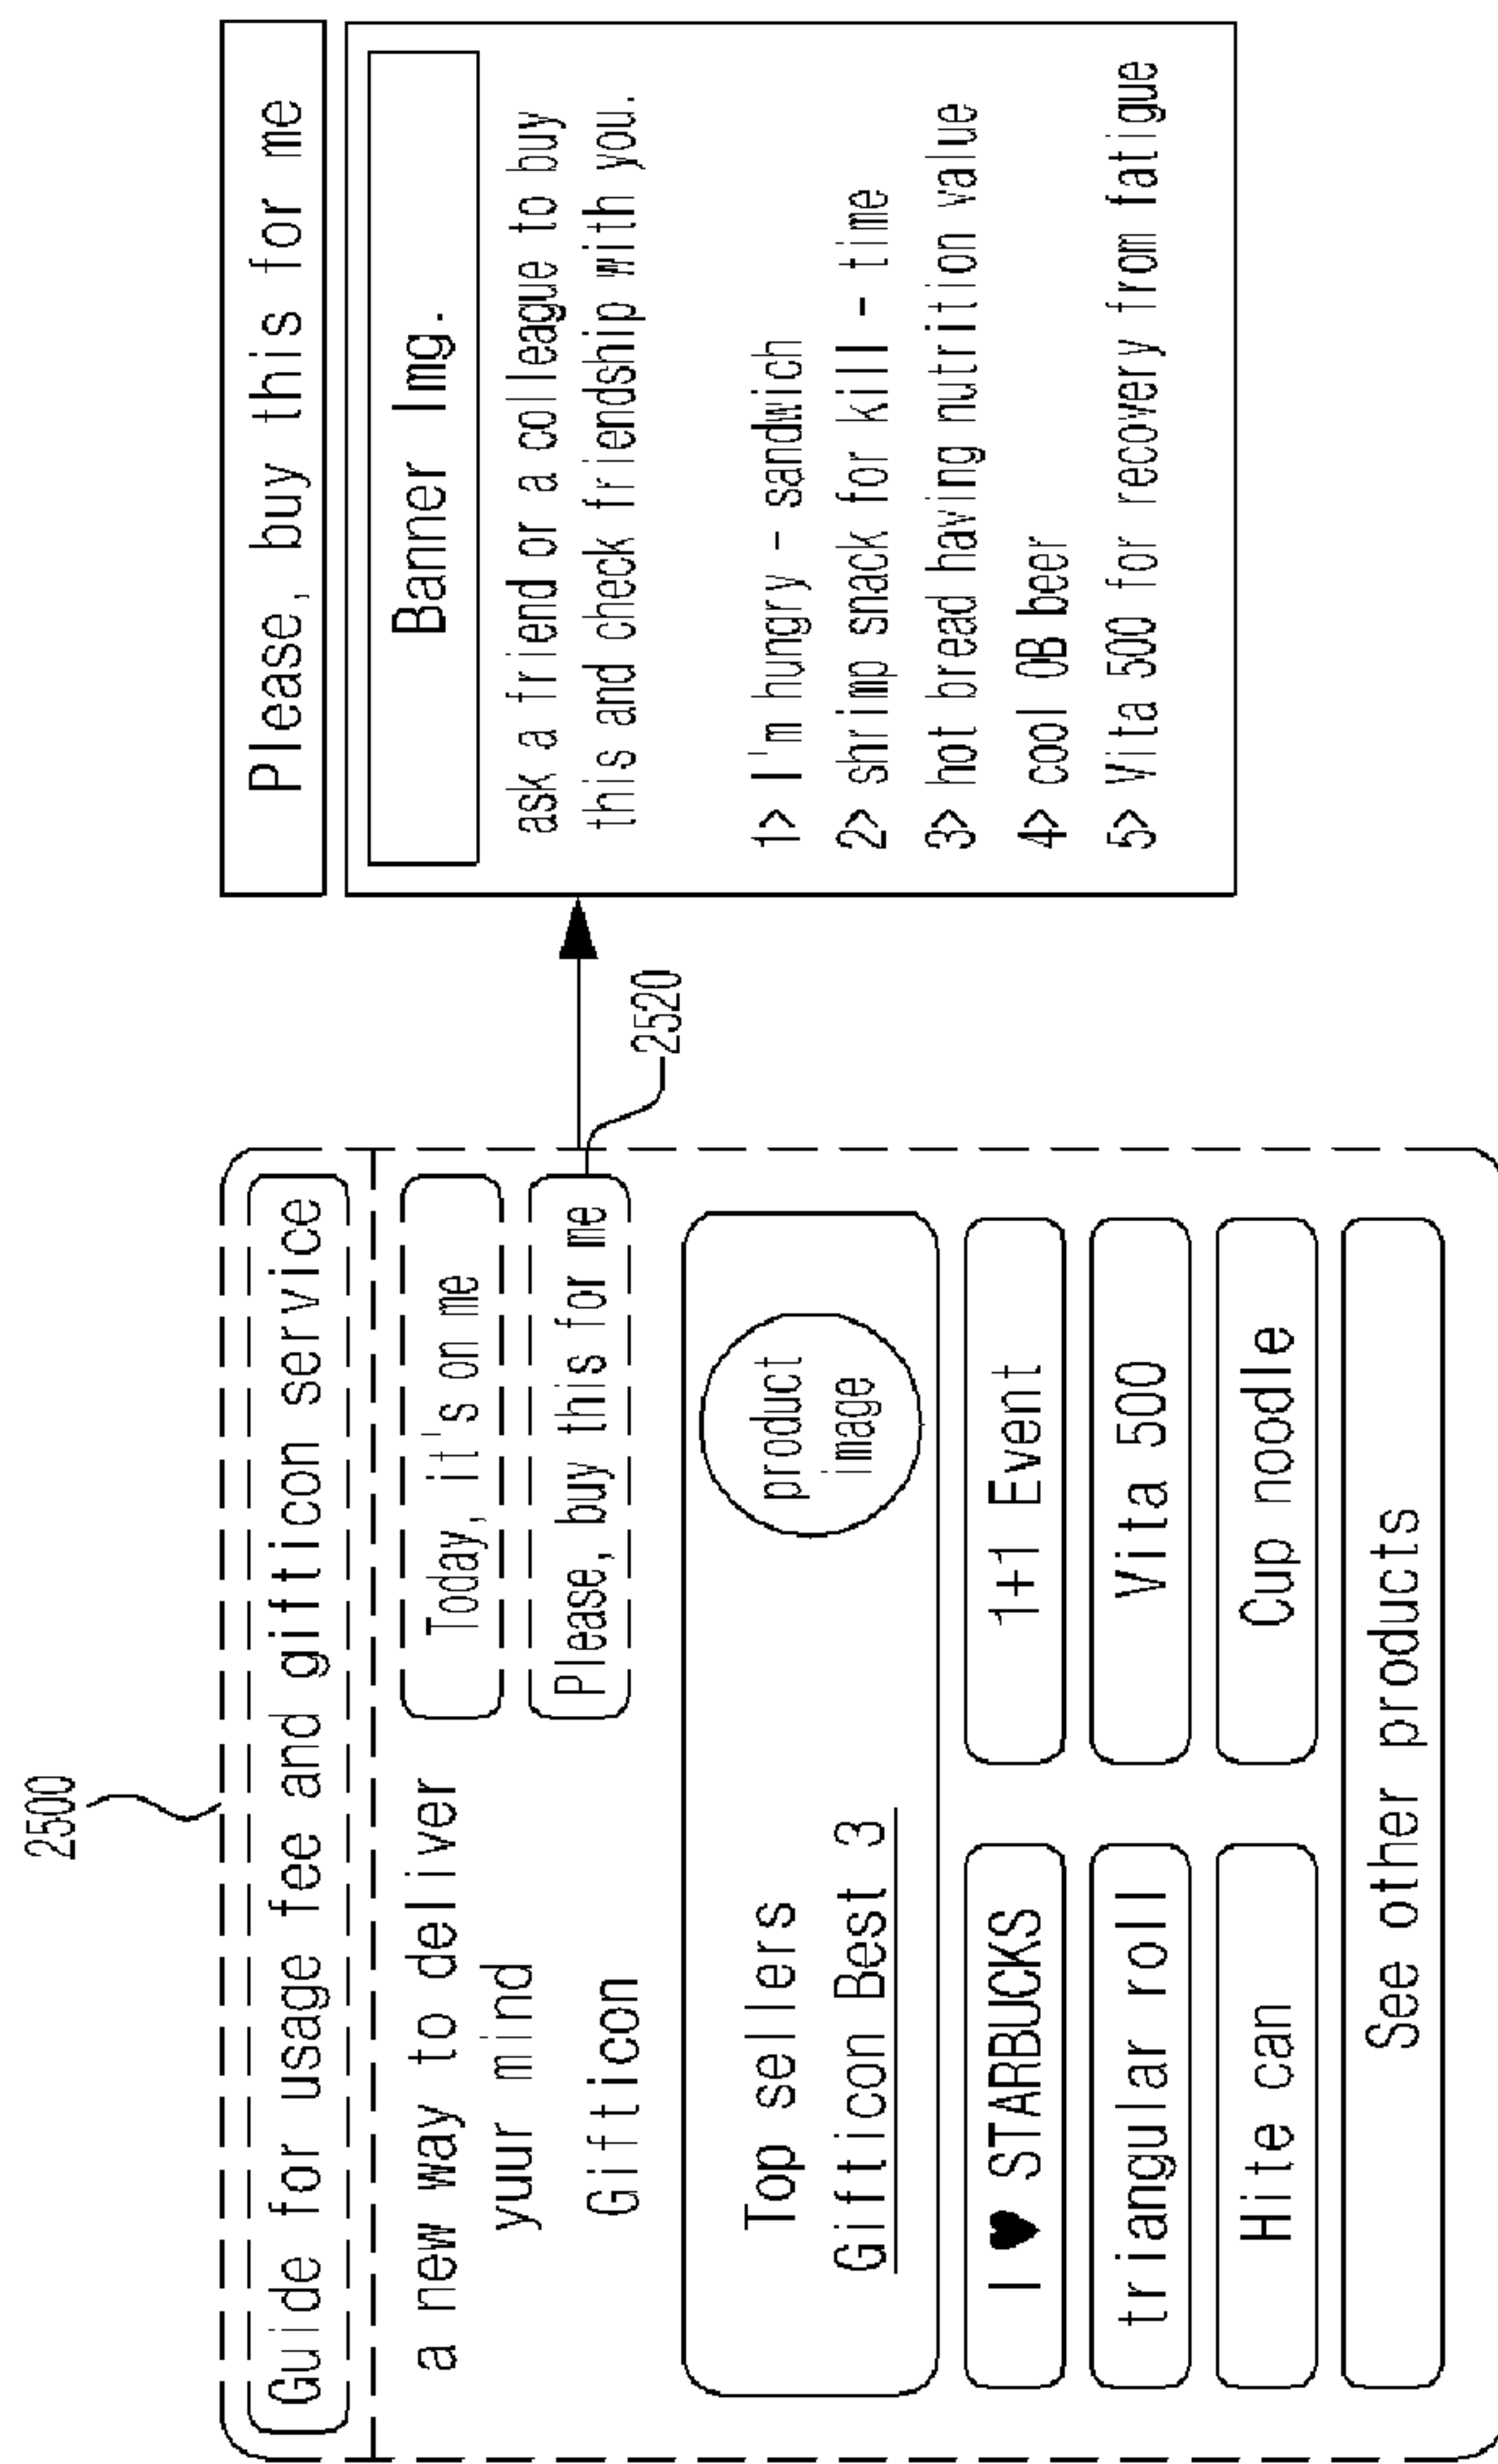 2500
Guide for usage fee and gifticon service
a new way to deliver
yuur mind
Gifticon
Today, it's on me
Please, buy this for me
2520
Top sellers
Gifticon Best 3
product
image
I ♥ STARBUCKS
1+1 Event
triangular roll
Vita 500
Hite can
Cup noodle
See other products
Please, buy this for me
Banner Img.
ask a friend or a colleague to buy
this and check friendship with you.
1> I'm hungry - sandwich
2> shrimp snack for kill - time
3> hot bread having nutrition value
4> cool OB beer
5> Vita 500 for recovery from fatigue